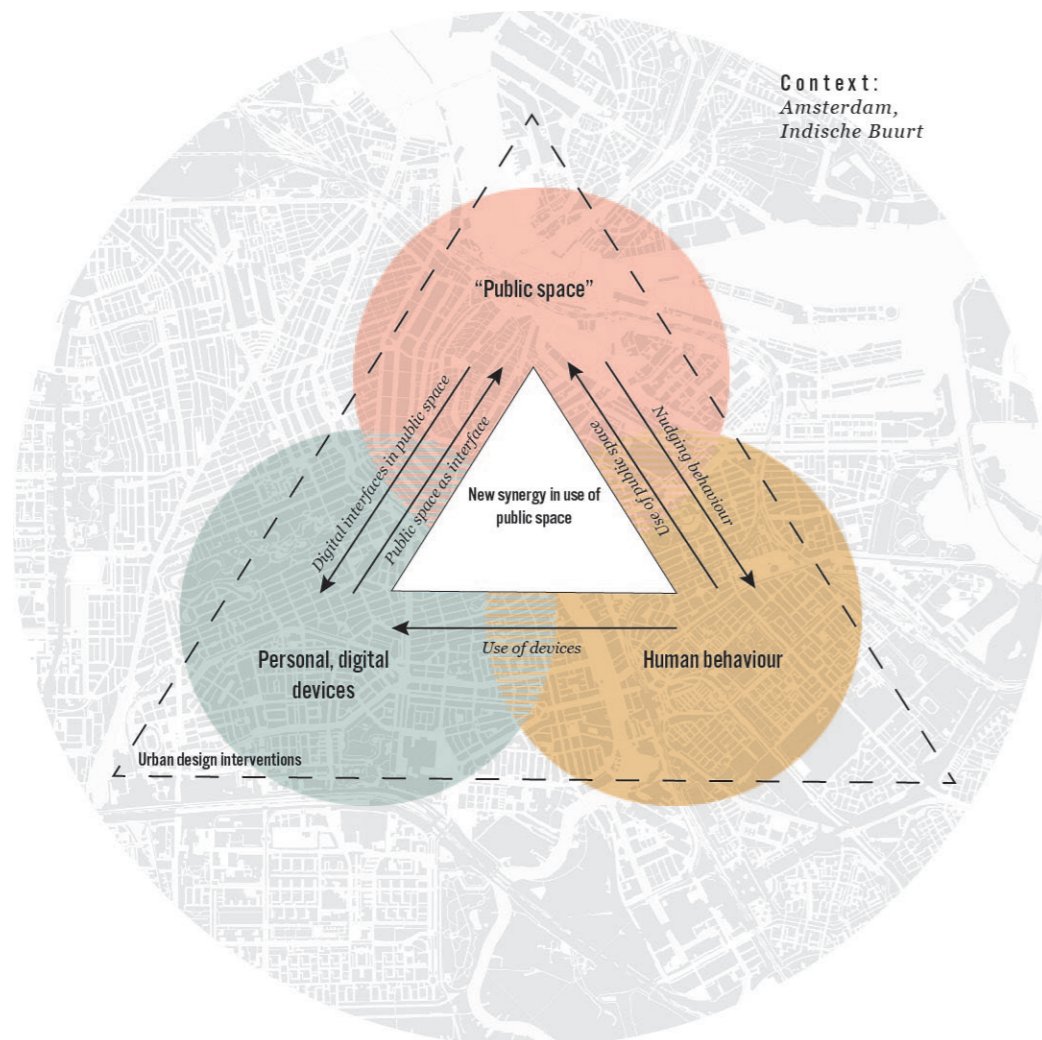 Context:
Amsterdam,
Indische Buurt
“Public space”
Digital interfaces in public space
Public space as interface
Use of public space
Nudging behaviour
New synergy in use of
public space
Use of devices
Personal, digital
devices
Human behaviour
Urban design interventions